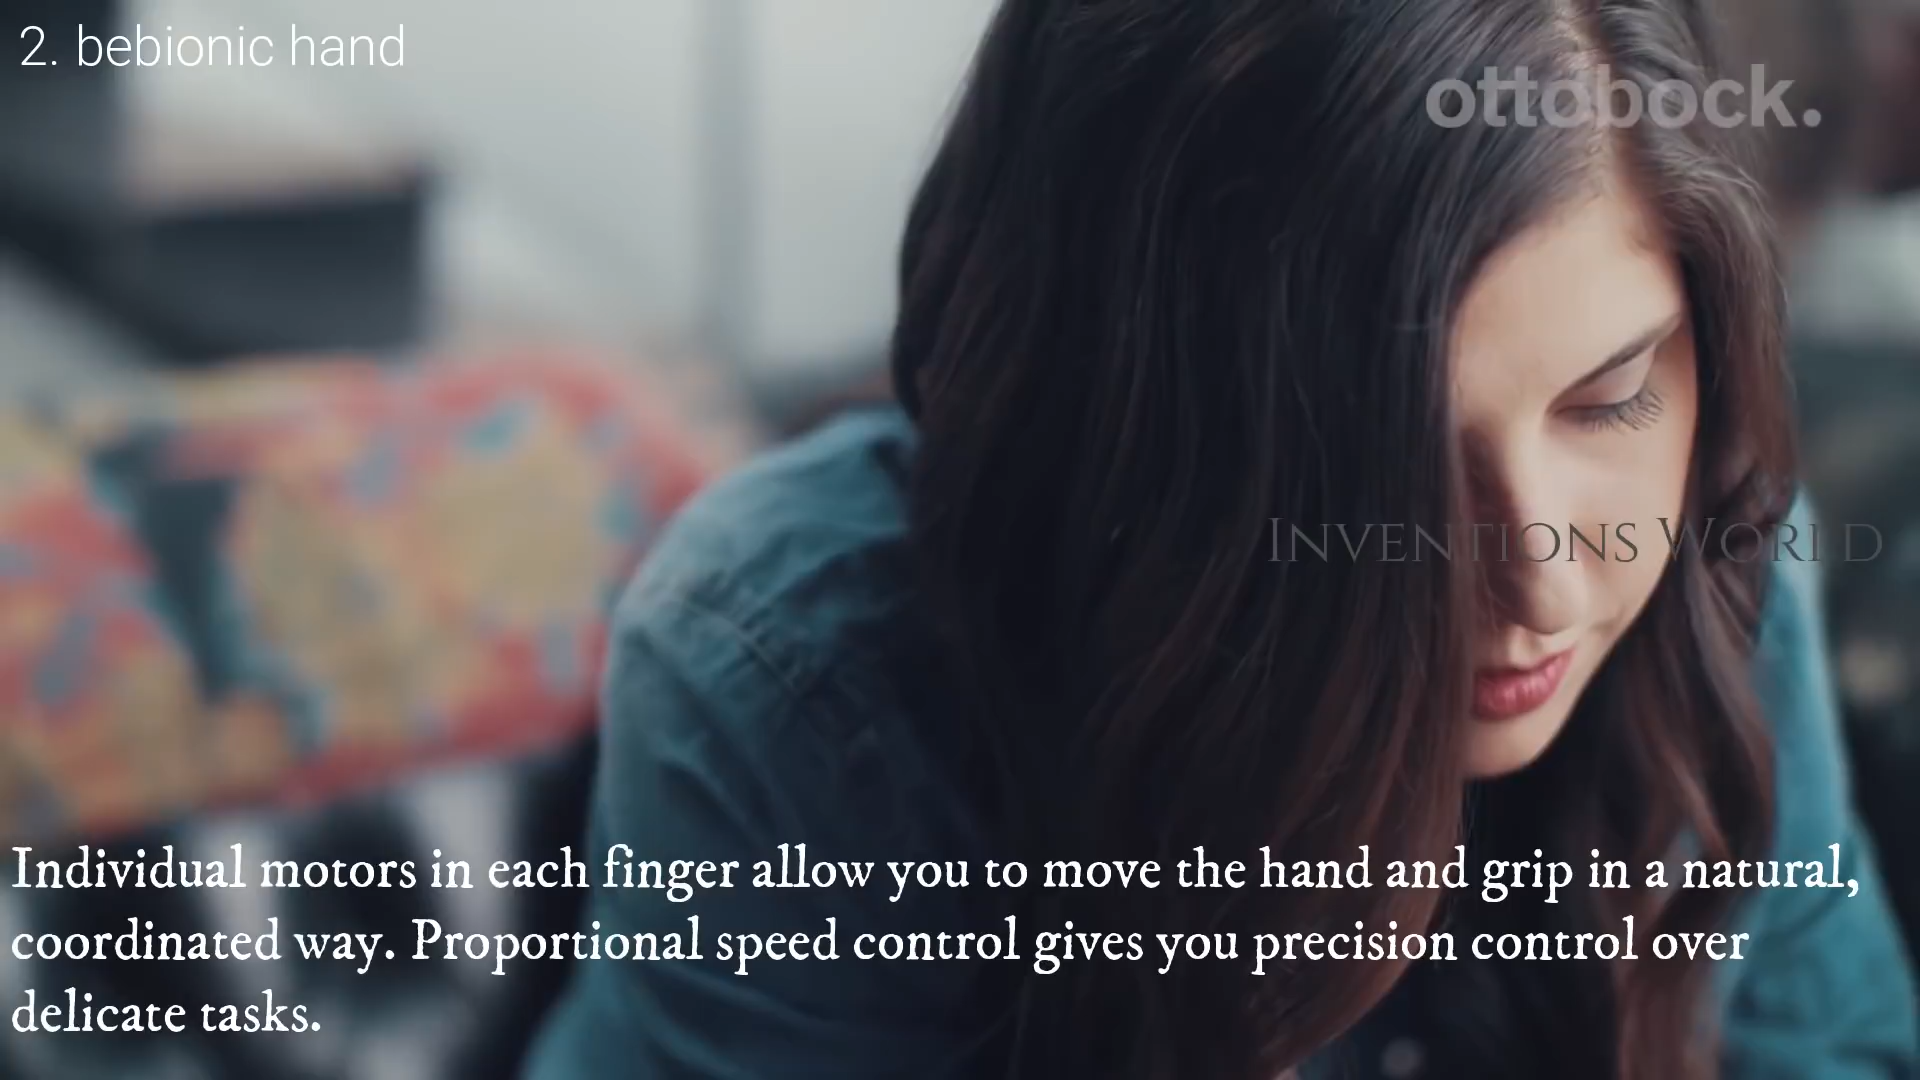 2. bebionic hand
ottobock.
INVENTIONS WORLD
Individual motors in each finger allow you to move the hand and grip in a natural,
coordinated way. Proportional speed control gives you precision control over
delicate tasks.